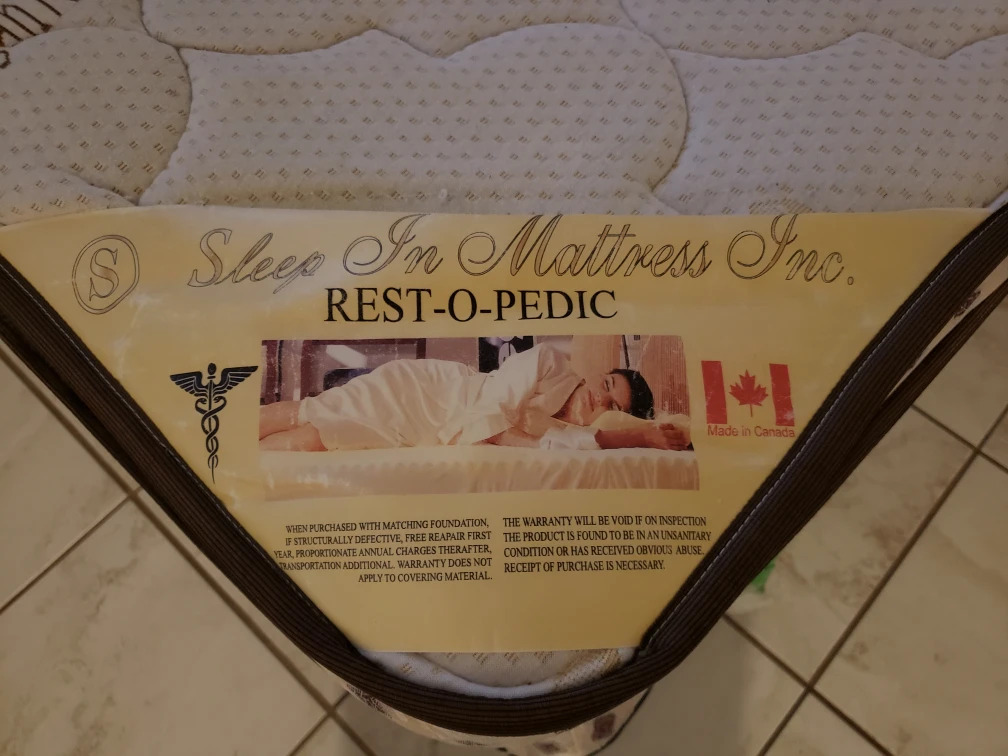 S
Sleep In Mattress Inc.
REST-O-PEDIC
Made in Canada
WHEN PURCHASED WITH MATCHING FOUNDATION,
IF STRUCTURALLY DEFECTIVE, FREE REAPAIR FIRST
YEAR, PROPORTIONATE ANNUAL CHARGES THERAFTER,
TRANSPORTATION ADDITIONAL. WARRANTY DOES NOT
APPLY TO COVERING MATERIAL.
THE WARRANTY WILL BE VOID IF ON INSPECTION
THE PRODUCT IS FOUND TO BE IN AN UNSANITARY
CONDITION OR HAS RECEIVED OBVIOUS ABUSE.
RECEIPT OF PURCHASE IS NECESSARY.